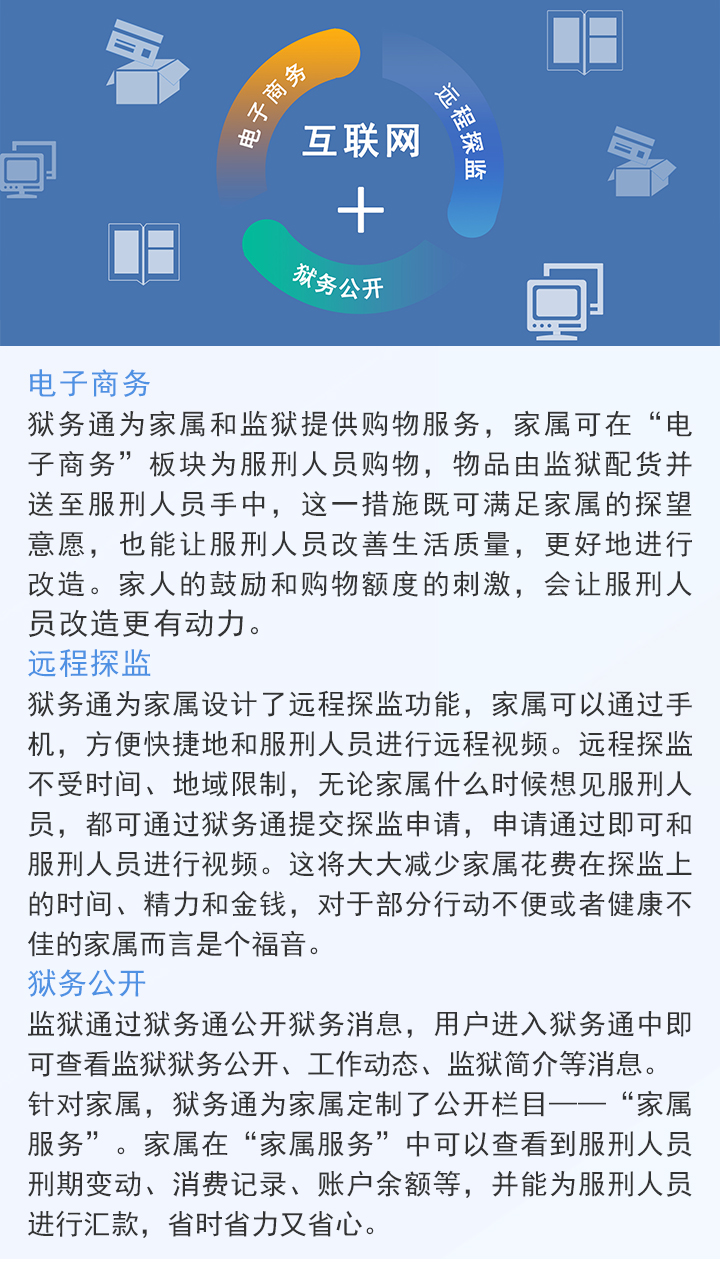 电子商务
远程探监
互联网
+
狱务公开
电子商务
狱务通为家属和监狱提供购物服务，家属可在“电
子商务”板块为服刑人员购物，物品由监狱配货并
送至服刑人员手中，这一措施既可满足家属的探望
意愿，也能让服刑人员改善生活质量，更好地进行
改造。家人的鼓励和购物额度的刺激，会让服刑人
员改造更有动力。
远程探监
狱务通为家属设计了远程探监功能，家属可以通过手
机，方便快捷地和服刑人员进行远程视频。远程探监
不受时间、地域限制，无论家属什么时候想见服刑人
员，都可通过狱务通提交探监申请，申请通过即可和
服刑人员进行视频。这将大大减少家属花费在探监上
的时间、精力和金钱，对于部分行动不便或者健康不
佳的家属而言是个福音。
狱务公开
监狱通过狱务通公开狱务消息，用户进入狱务通中即
可查看监狱狱务公开、工作动态、监狱简介等消息。
针对家属，狱务通为家属定制了公开栏目——“家属
服务”。家属在“家属服务”中可以查看到服刑人员
刑期变动、消费记录、账户余额等，并能为服刑人员
进行汇款，省时省力又省心。